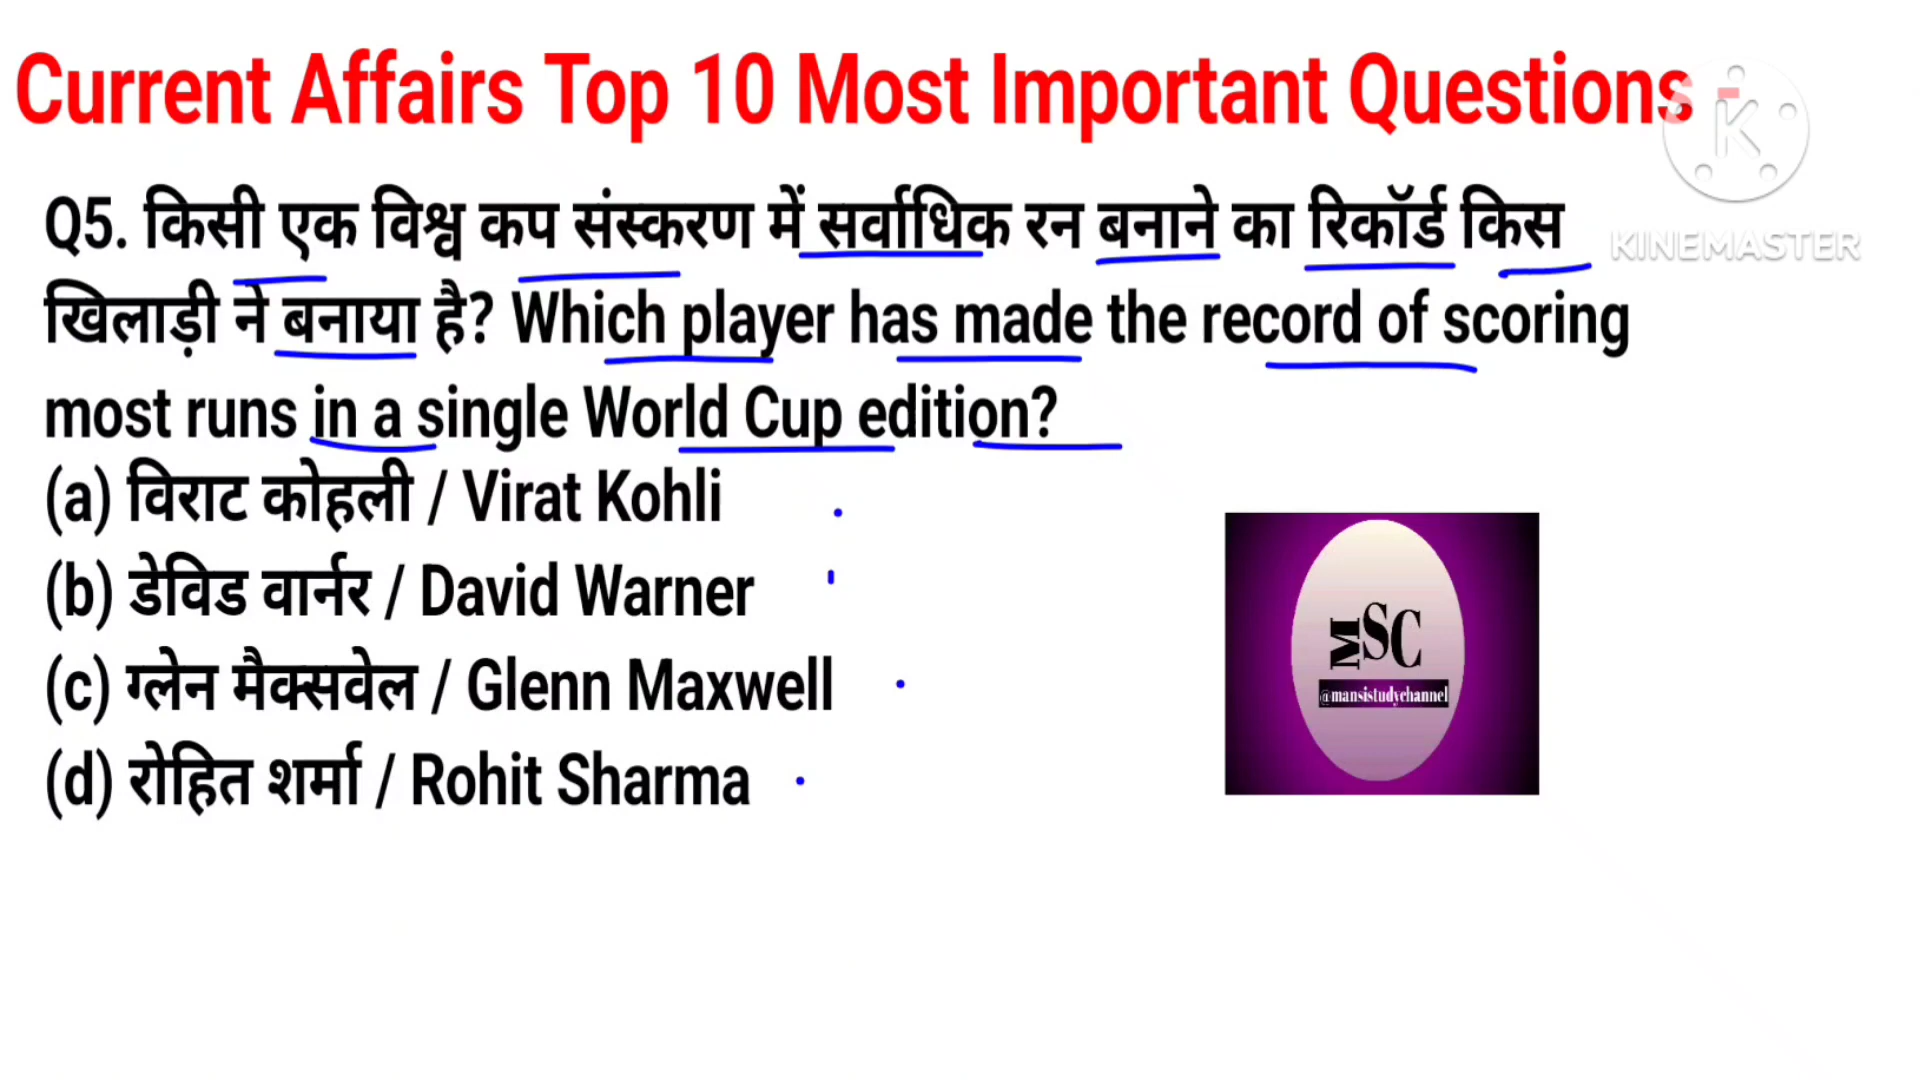 Current Affairs Top 10 Most Important Questions
Q5. किसी एक विश्व कप संस्करण में सर्वाधिक रन बनाने का रिकॉर्ड किस
खिलाड़ी ने बनाया है? Which player has made the record of scoring
most runs in a single World Cup edition?
(a) विराट कोहली / Virat Kohli
(b) डेविड वार्नर / David Warner
(c) ग्लेन मैक्सवेल / Glenn Maxwell
(d) रोहित शर्मा / Rohit Sharma
K
KINEMASTER
MSC
@mansistudychannel